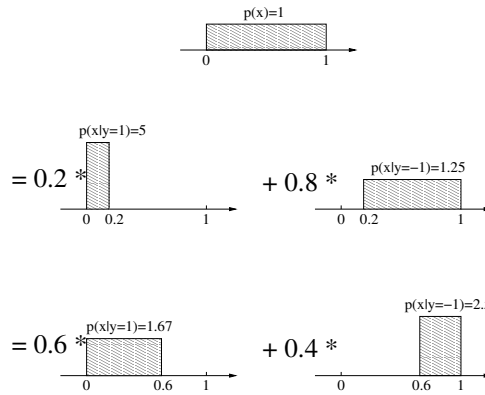 p(x)=1
0 1
p(x|y=1)=5
= 0.2 *
0 0.2 1
p(x|y=−1)=1.25
+ 0.8 *
0 0.2 1
p(x|y=1)=1.67
= 0.6 *
0 0.6 1
p(x|y=−1)=2.
+ 0.4 *
0 0.6 1